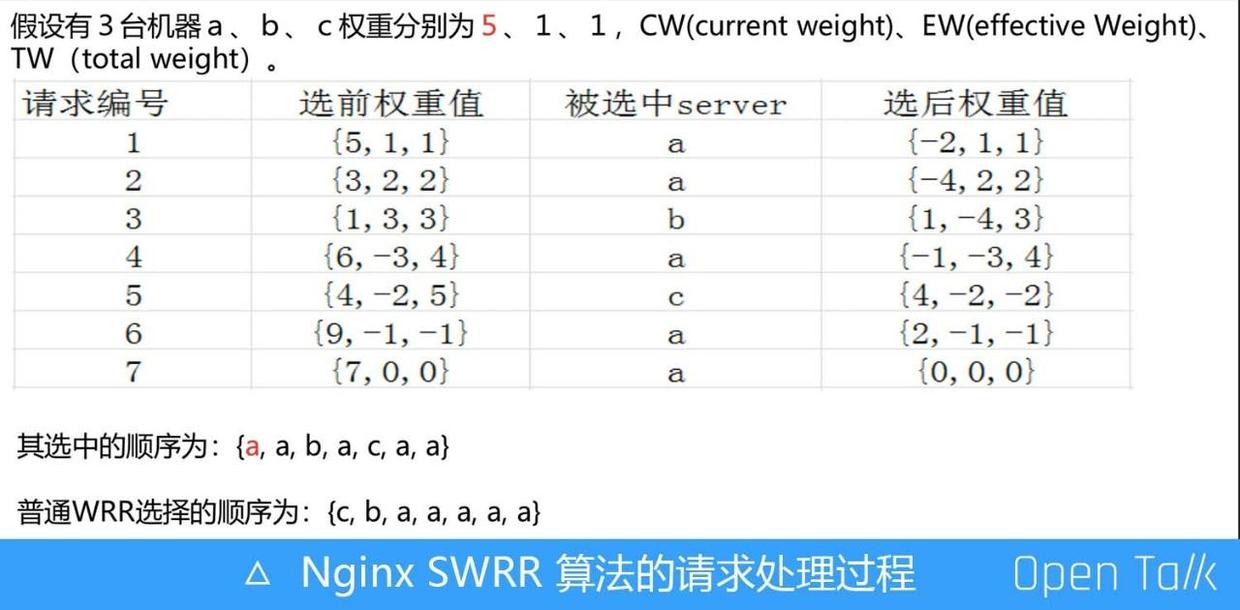 假设有 3 台机器 a 、 b 、 c 权重分别为 5 、 1 、 1 ，CW(current weight)、EW(effective Weight)、
TW（total weight）。
请求编号 选前权重值 被选中server 选后权重值
1 {5, 1, 1} a {−2, 1, 1}
2 {3, 2, 2} a {−4, 2, 2}
3 {1, 3, 3} b {1, −4, 3}
4 {6, −3, 4} a {−1, −3, 4}
5 {4, −2, 5} c {4, −2, −2}
6 {9, −1, −1} a {2, −1, −1}
7 {7, 0, 0} a {0, 0, 0}
其选中的顺序为：{a, a, b, a, c, a, a}
普通WRR选择的顺序为：{c, b, a, a, a, a, a}
△ Nginx SWRR 算法的请求处理过程 Open Talk